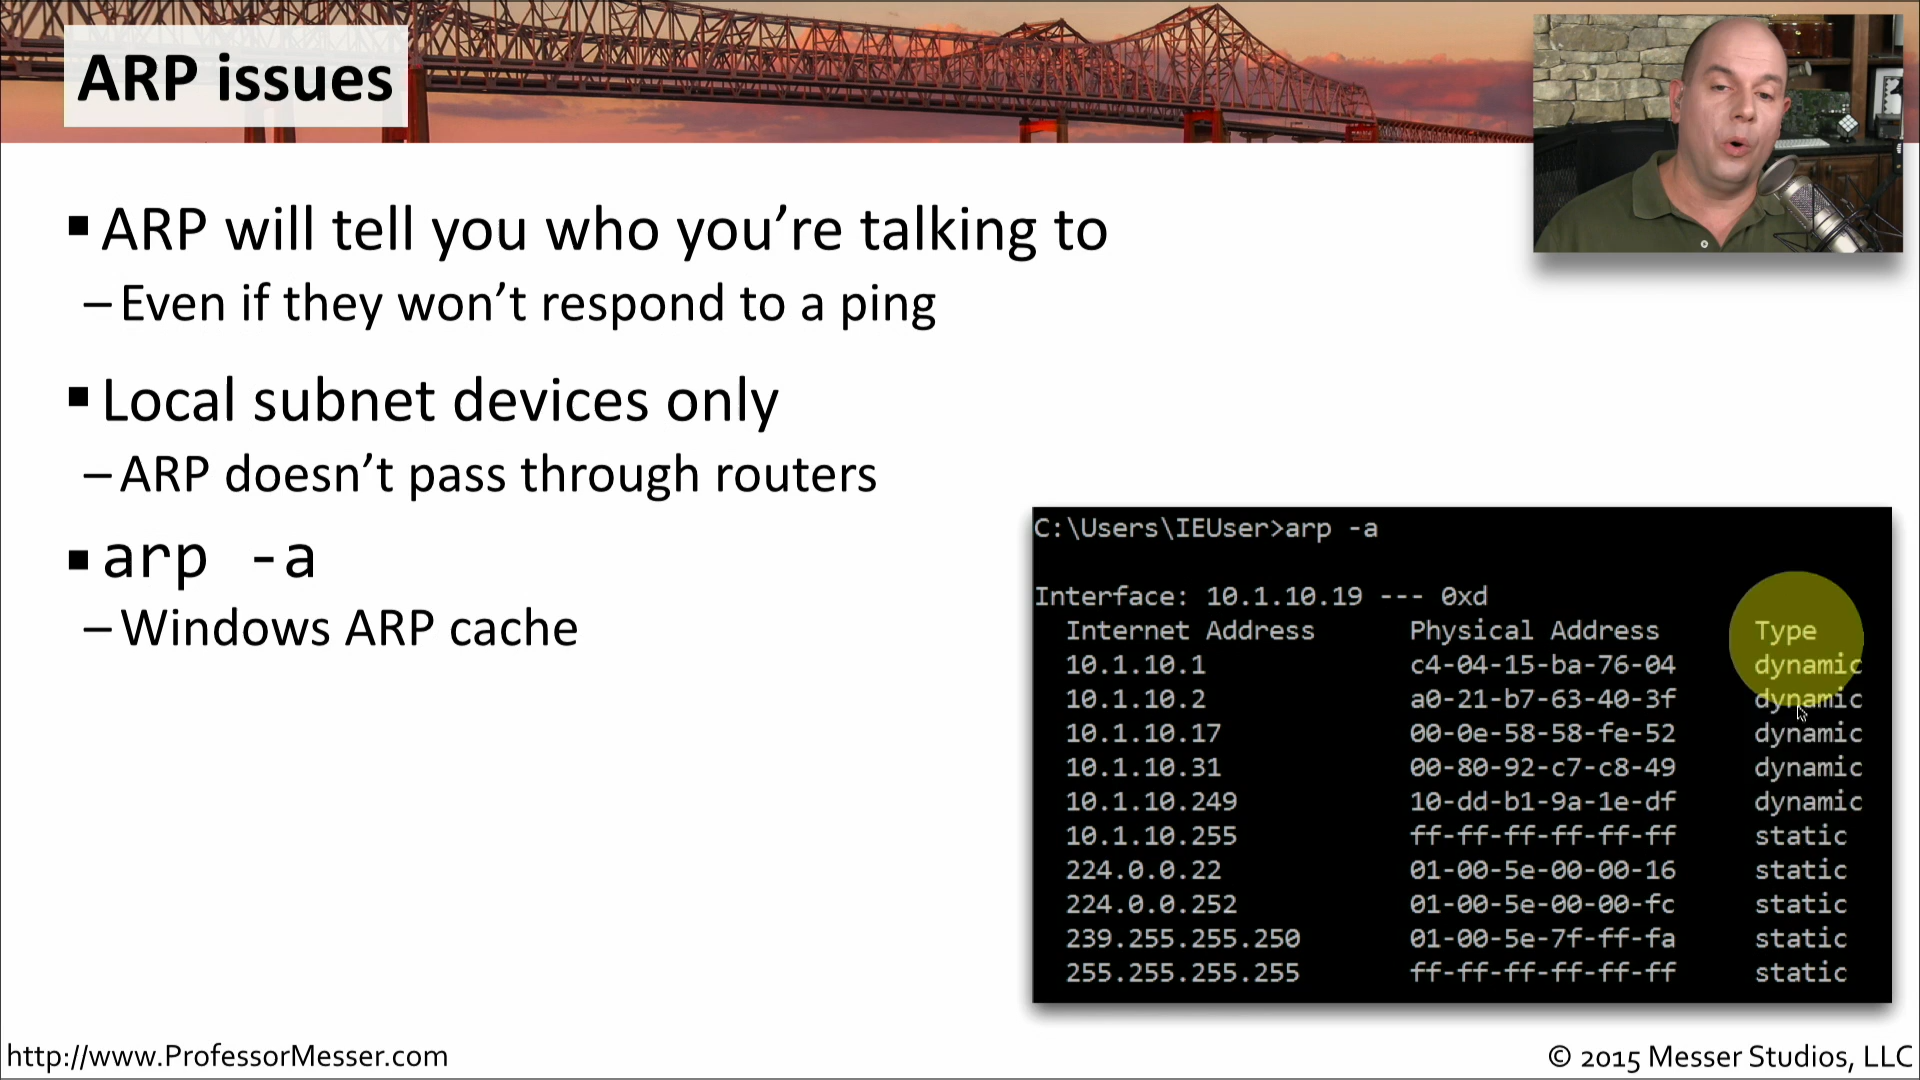 ARP issues
▪ ARP will tell you who you’re talking to
– Even if they won’t respond to a ping
▪ Local subnet devices only
– ARP doesn’t pass through routers
▪ arp -a
– Windows ARP cache
C:\Users\IEUser>arp -a
Interface: 10.1.10.19 --- 0xd
Internet Address Physical Address Type
10.1.10.1 c4-04-15-ba-76-04 dynamic
10.1.10.2 a0-21-b7-63-40-3f dynamic
10.1.10.17 00-0e-58-58-fe-52 dynamic
10.1.10.31 00-80-92-c7-c8-49 dynamic
10.1.10.249 10-dd-b1-9a-1e-df dynamic
10.1.10.255 ff-ff-ff-ff-ff-ff static
224.0.0.22 01-00-5e-00-00-16 static
224.0.0.252 01-00-5e-00-00-fc static
239.255.255.250 01-00-5e-7f-ff-fa static
255.255.255.255 ff-ff-ff-ff-ff-ff static
http://www.ProfessorMesser.com
© 2015 Messer Studios, LLC